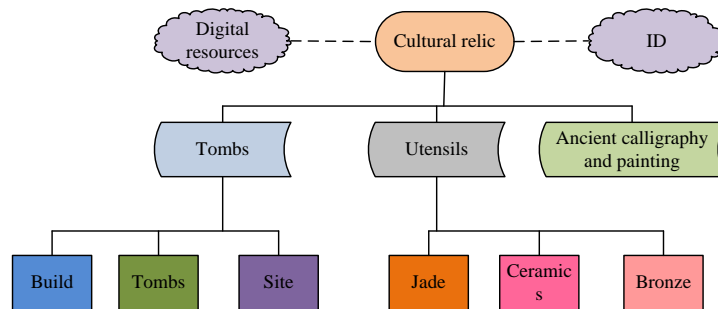 Digital
resources
Cultural relic
ID
Tombs
Utensils
Ancient calligraphy
and painting
Build
Tombs
Site
Jade
Ceramic
s
Bronze